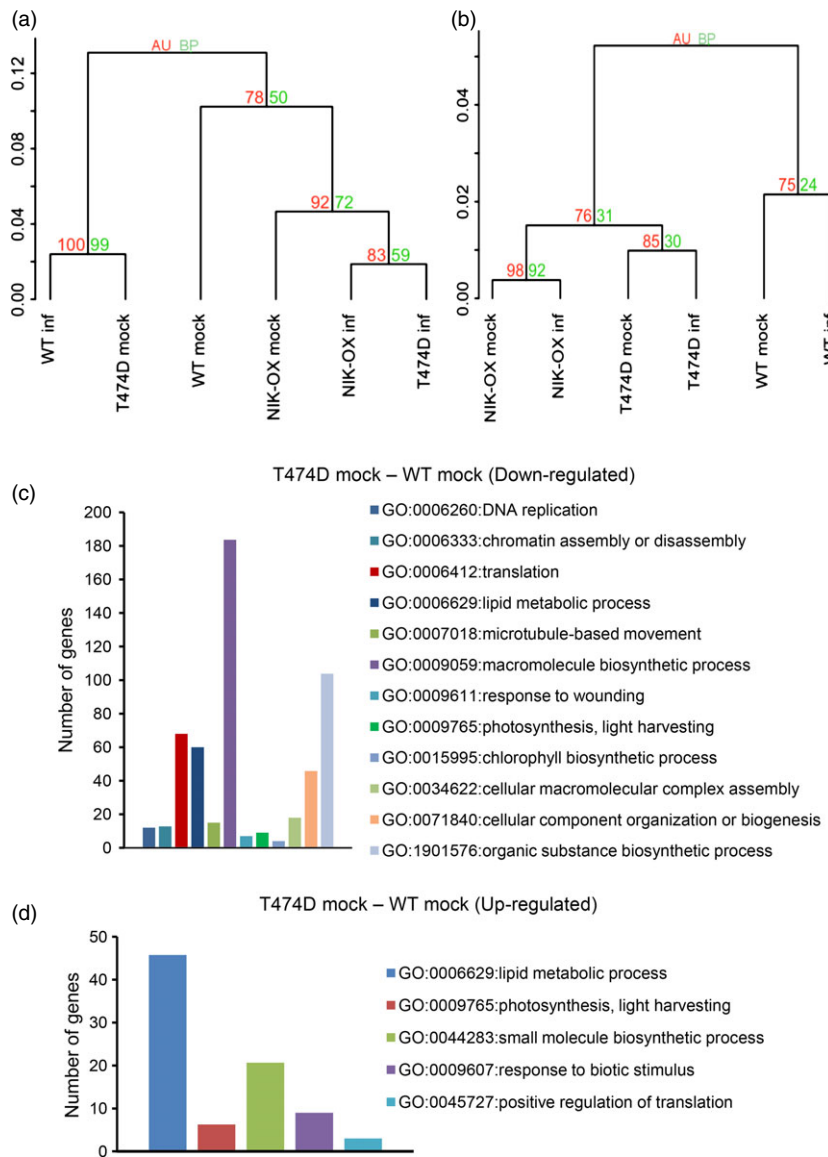 (a)
AU BP
0.12
0.08
0.04
0.00
78 50
92 72
100 99
83 59
WT inf
T474D mock
WT mock
NIK-OX mock
NIK-OX inf
T474D inf
(b)
AU BP
0.04
0.02
0.00
75 24
76 31
85 30
98 92
NIK-OX mock
NIK-OX inf
T474D mock
T474D inf
WT mock
WT inf
T474D mock – WT mock (Down-regulated)
(c)
Number of genes
200
180
160
140
120
100
80
60
40
20
0
GO:0006260:DNA replication
GO:0006333:chromatin assembly or disassembly
GO:0006412:translation
GO:0006629:lipid metabolic process
GO:0007018:microtubule-based movement
GO:0009059:macromolecule biosynthetic process
GO:0009611:response to wounding
GO:0009765:photosynthesis, light harvesting
GO:0015995:chlorophyll biosynthetic process
GO:0034622:cellular macromolecular complex assembly
GO:0071840:cellular component organization or biogenesis
GO:1901576:organic substance biosynthetic process
T474D mock – WT mock (Up-regulated)
(d)
Number of genes
50
40
30
20
10
0
GO:0006629:lipid metabolic process
GO:0009765:photosynthesis, light harvesting
GO:0044283:small molecule biosynthetic process
GO:0009607:response to biotic stimulus
GO:0045727:positive regulation of translation